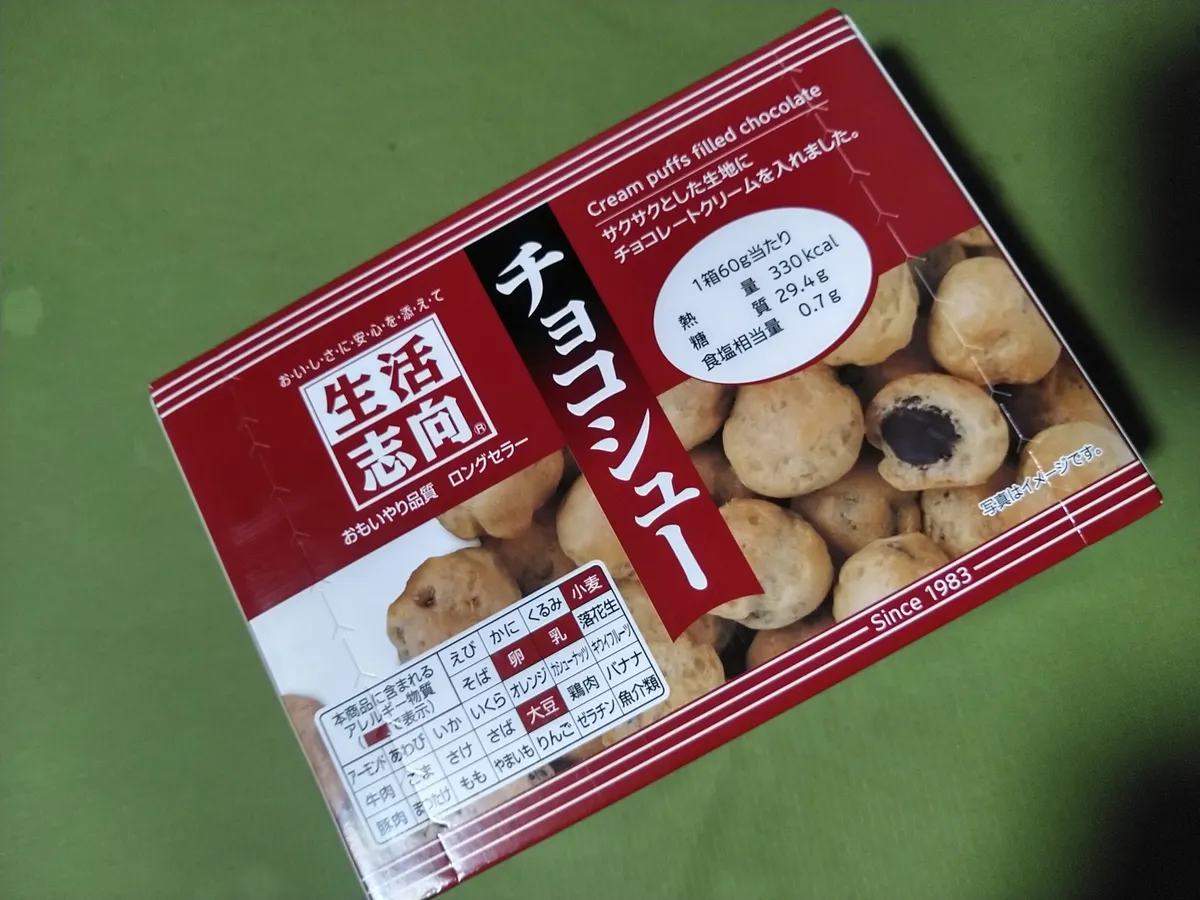 Cream puffs filled chocolate
サクサクとした生地に
チョコレートクリームを入れました。
1箱60g当たり
熱量 330kcal
糖質 29.4g
食塩相当量 0.7g
チョコシュー
お・い・し・さ・に・安・心・を・添・え・て
生活
志向®
おもいやり品質 ロングセラー
写真はイメージです。
Since 1983
本商品に含まれる
アレルギー物質
(で表示)
えび かに くるみ 小麦
そば 卵 乳 落花生
アーモンド あわび いか いくら オレンジ カシューナッツ キウイフルーツ
牛肉 ごま さけ さば 大豆 鶏肉 バナナ
豚肉 まつたけ もも やまいも りんご ゼラチン 魚介類